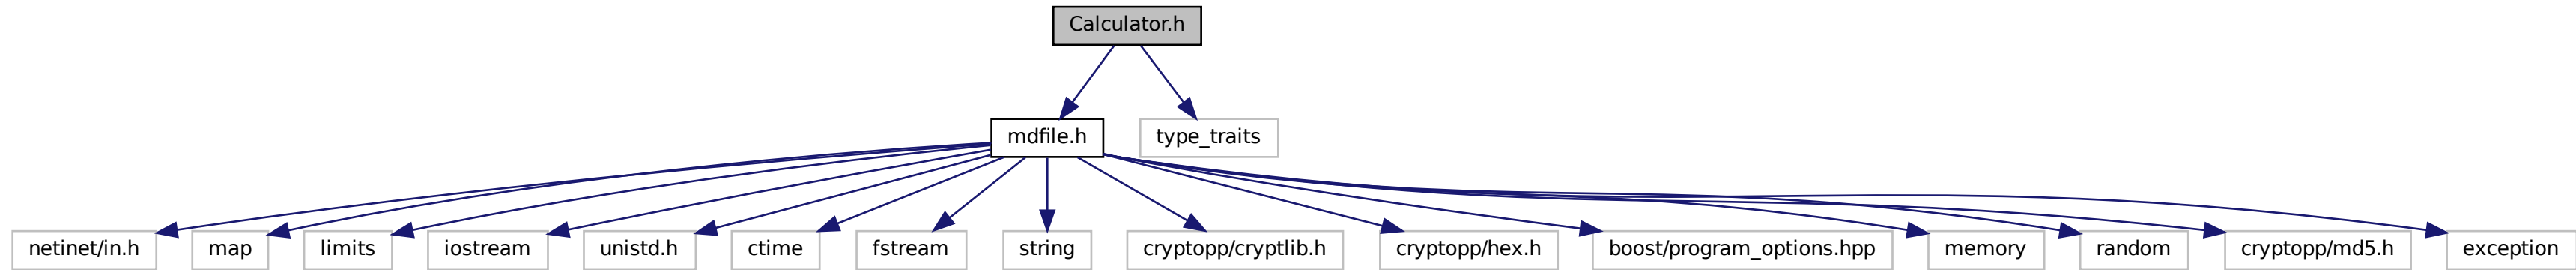 Calculator.h
mdfile.h
type_traits
netinet/in.h
map
limits
iostream
unistd.h
ctime
fstream
string
cryptopp/cryptlib.h
cryptopp/hex.h
boost/program_options.hpp
memory
random
cryptopp/md5.h
exception